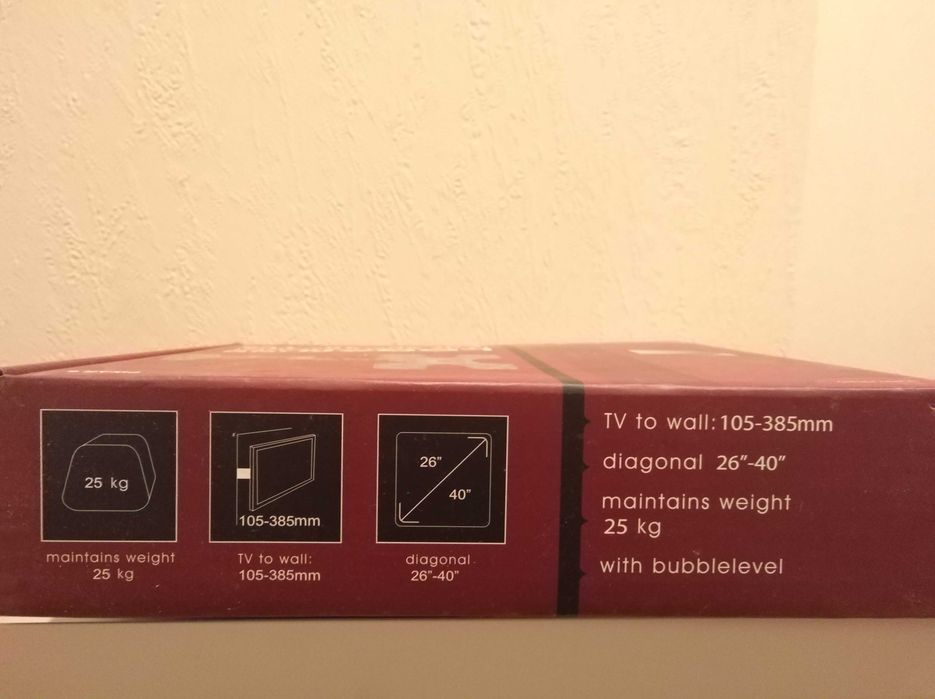 25 kg
maintains weight
25 kg
105-385mm
TV to wall:
105-385mm
26"
40"
diagonal
26"-40"
TV to wall: 105-385mm
diagonal 26"-40"
maintains weight
25 kg
with bubblelevel